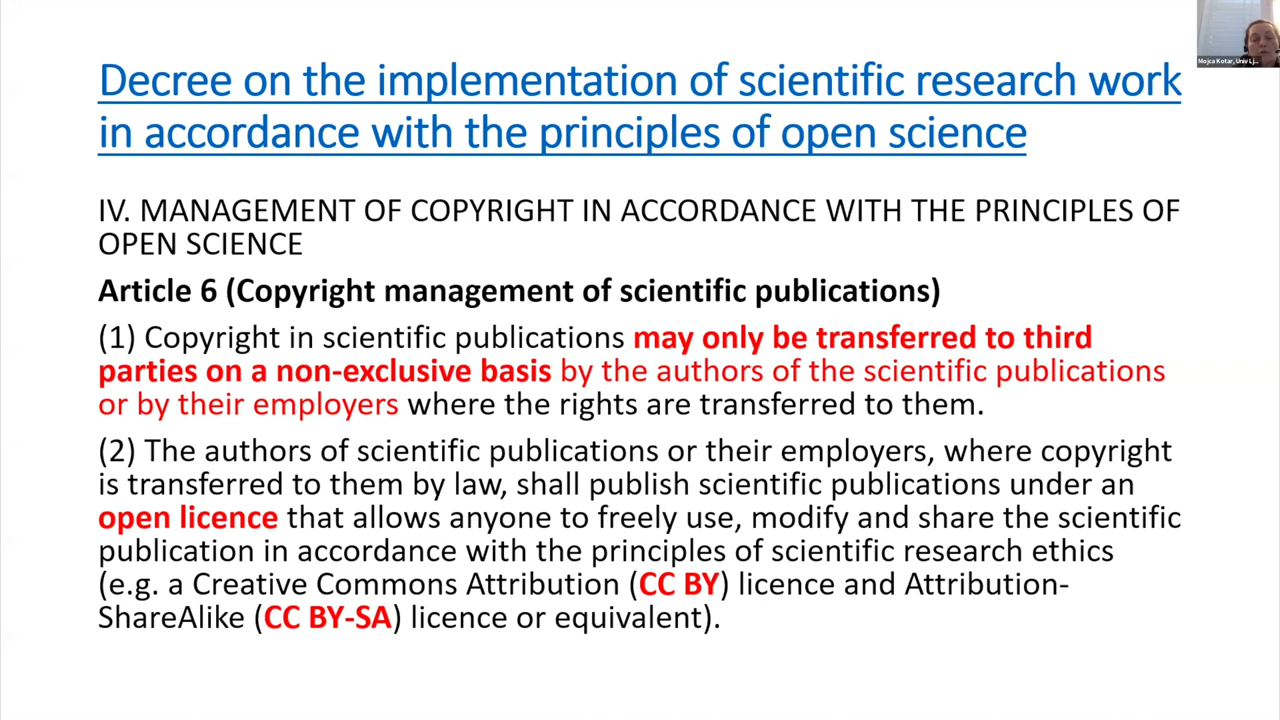 Mojca Kotar, Univ Lj...
Decree on the implementation of scientific research work
in accordance with the principles of open science
IV. MANAGEMENT OF COPYRIGHT IN ACCORDANCE WITH THE PRINCIPLES OF
OPEN SCIENCE
Article 6 (Copyright management of scientific publications)
(1) Copyright in scientific publications may only be transferred to third
parties on a non-exclusive basis by the authors of the scientific publications
or by their employers where the rights are transferred to them.
(2) The authors of scientific publications or their employers, where copyright
is transferred to them by law, shall publish scientific publications under an
open licence that allows anyone to freely use, modify and share the scientific
publication in accordance with the principles of scientific research ethics
(e.g. a Creative Commons Attribution (CC BY) licence and Attribution-
ShareAlike (CC BY-SA) licence or equivalent).